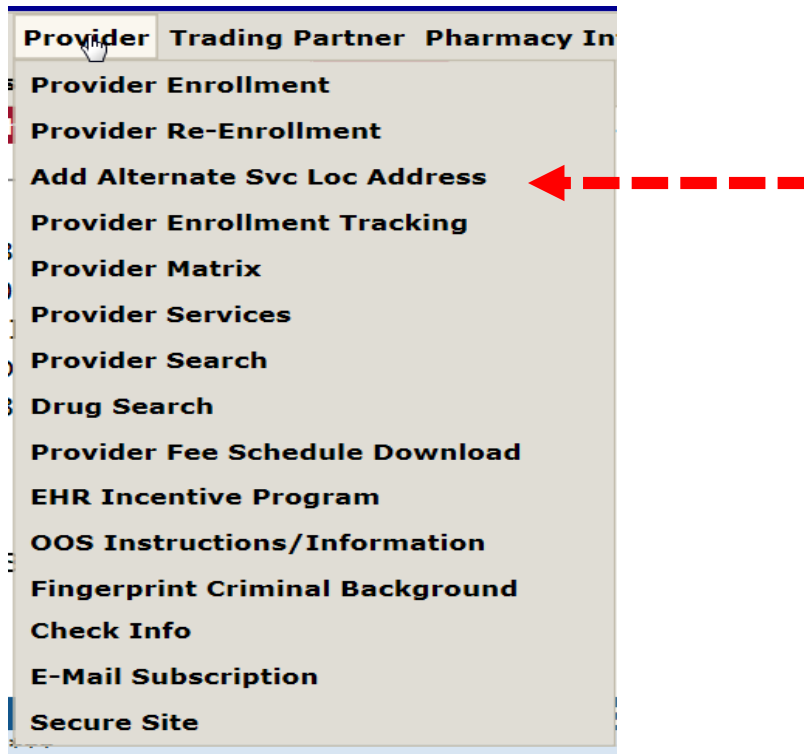 Provider Trading Partner Pharmacy In
Provider Enrollment
Provider Re-Enrollment
Add Alternate Svc Loc Address
Provider Enrollment Tracking
Provider Matrix
Provider Services
Provider Search
Drug Search
Provider Fee Schedule Download
EHR Incentive Program
OOS Instructions/Information
Fingerprint Criminal Background
Check Info
E-Mail Subscription
Secure Site